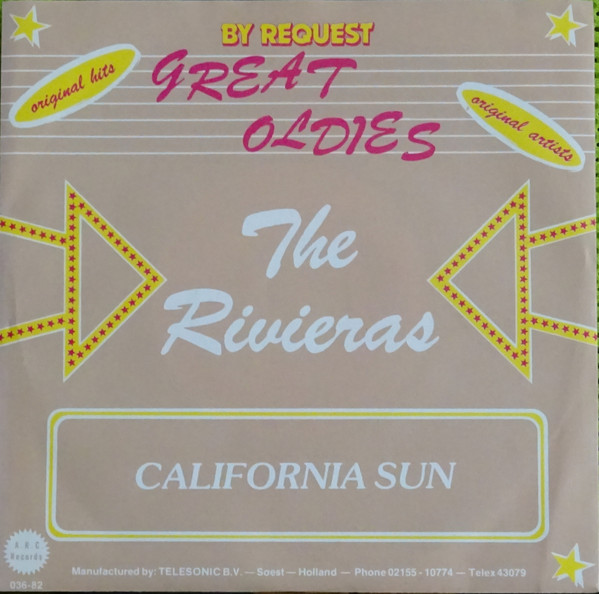 BY REQUEST
original hits
GREAT
OLDIES
original artists
The
Rivieras
CALIFORNIA SUN
A.R.C.
Records
036-82
Manufactured by: TELESONIC B.V. — Soest — Holland — Phone 02155 - 10774 — Telex 43079